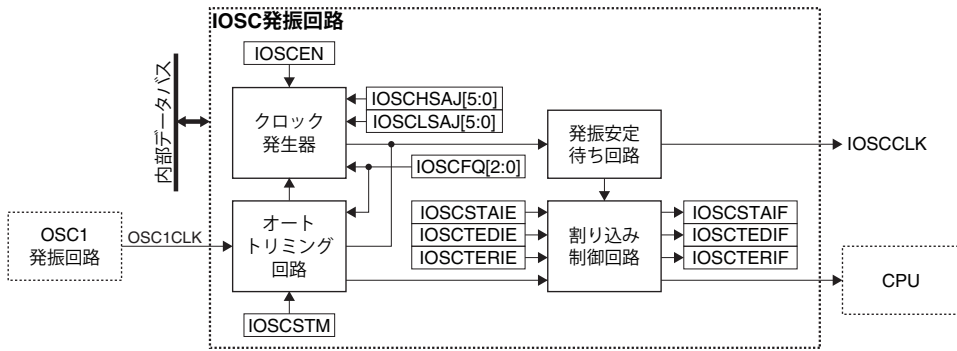 IOSC発振回路
IOSCEN
内部データバス
クロック
発生器
IOSCHSAJ[5:0]
IOSCLSAJ[5:0]
IOSCFQ[2:0]
発振安定
待ち回路
IOSCCLK
OSC1
発振回路
OSC1CLK
オート
トリミング
回路
IOSCSTAIE
IOSCTEDIE
IOSCTERIE
割り込み
制御回路
IOSCSTAIF
IOSCTEDIF
IOSCTERIF
CPU
IOSCSTM